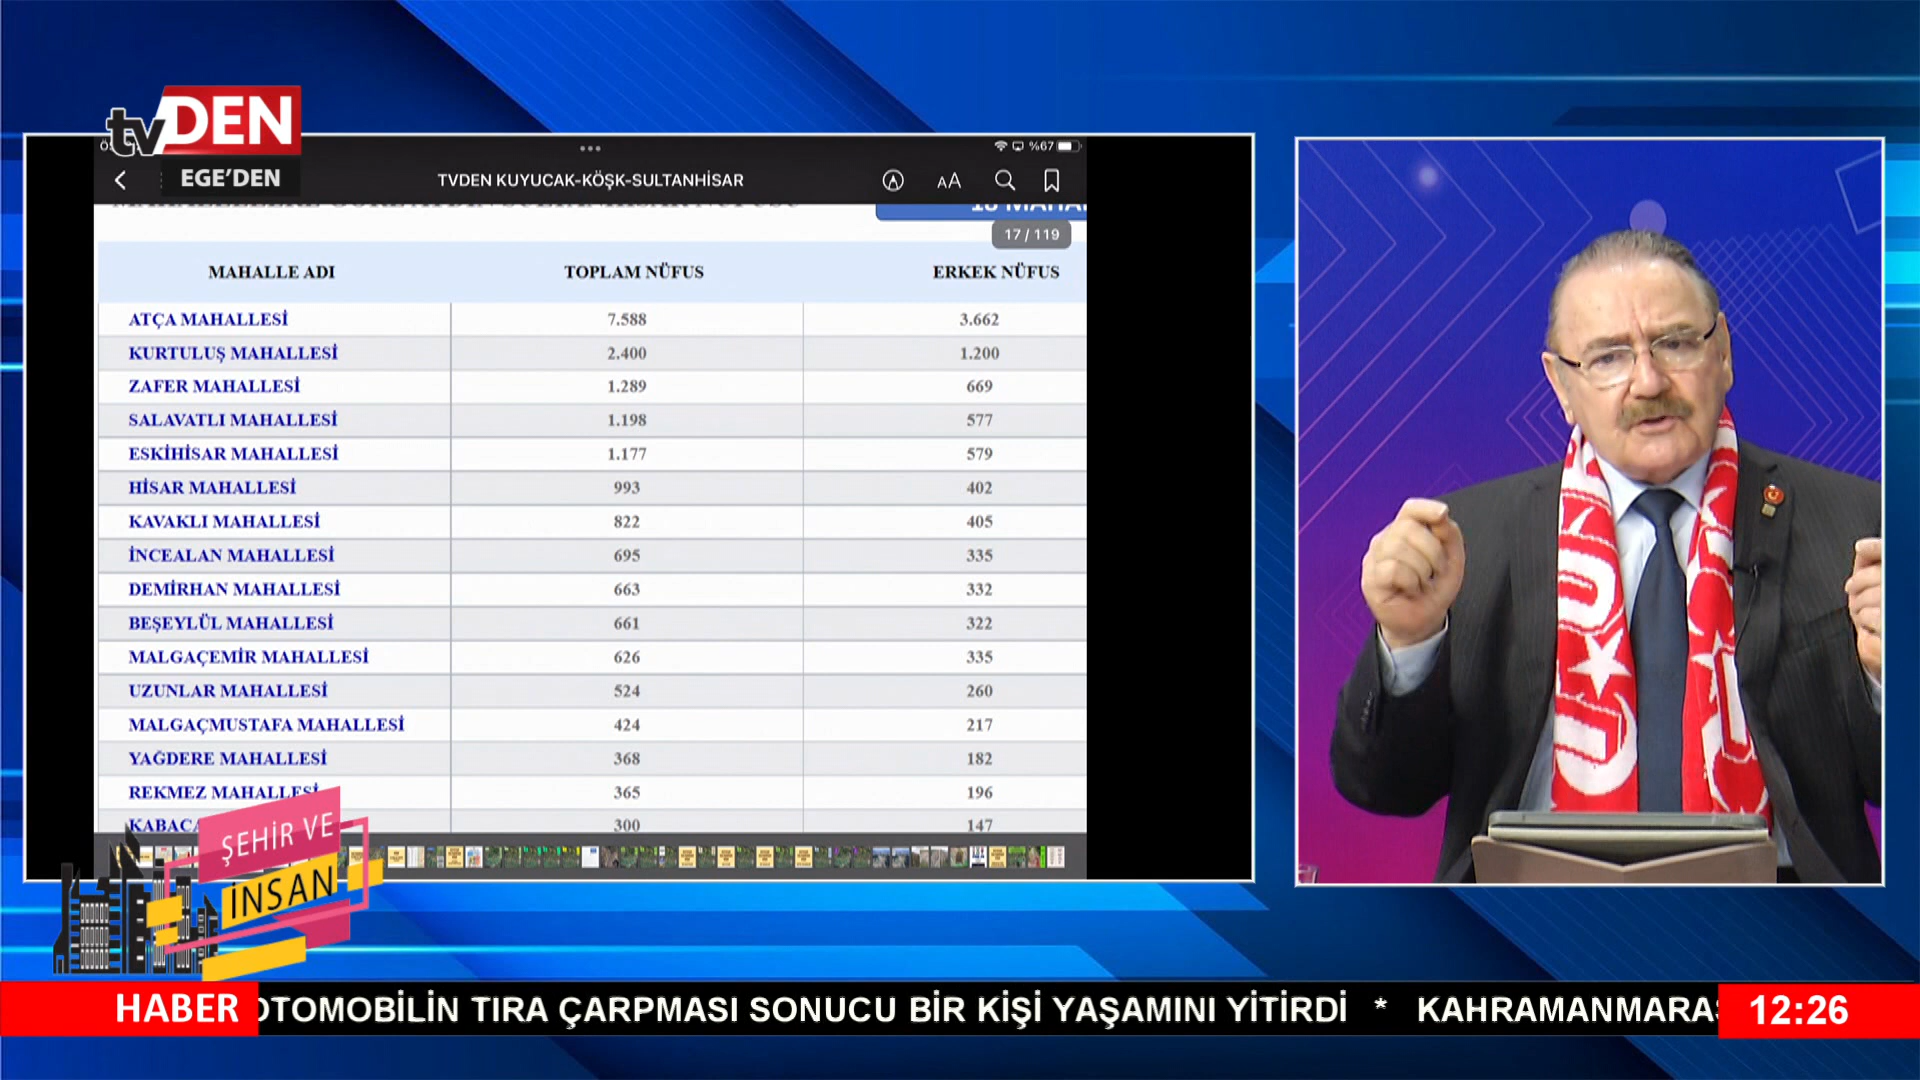 tvDEN
EGE'DEN
%67
TVDEN KUYUCAK-KÖŞK-SULTANHİSAR
AA
17 / 119
MAHALLE ADI TOPLAM NÜFUS ERKEK NÜFUS
ATÇA MAHALLESİ 7.588 3.662
KURTULUŞ MAHALLESİ 2.400 1.200
ZAFER MAHALLESİ 1.289 669
SALAVATLI MAHALLESİ 1.198 577
ESKİHİSAR MAHALLESİ 1.177 579
HİSAR MAHALLESİ 993 402
KAVAKLI MAHALLESİ 822 405
İNCEALAN MAHALLESİ 695 335
DEMİRHAN MAHALLESİ 663 332
BEŞEYLÜL MAHALLESİ 661 322
MALGAÇEMİR MAHALLESİ 626 335
UZUNLAR MAHALLESİ 524 260
MALGAÇMUSTAFA MAHALLESİ 424 217
YAĞDERE MAHALLESİ 368 182
REKMEZ MAHALLESİ 365 196
KABACA 300 147
ŞEHİR VE
İNSAN
HABER OTOMOBİLİN TIRA ÇARPMASI SONUCU BİR KİŞİ YAŞAMINI YİTİRDİ * KAHRAMANMARAŞ 12:26